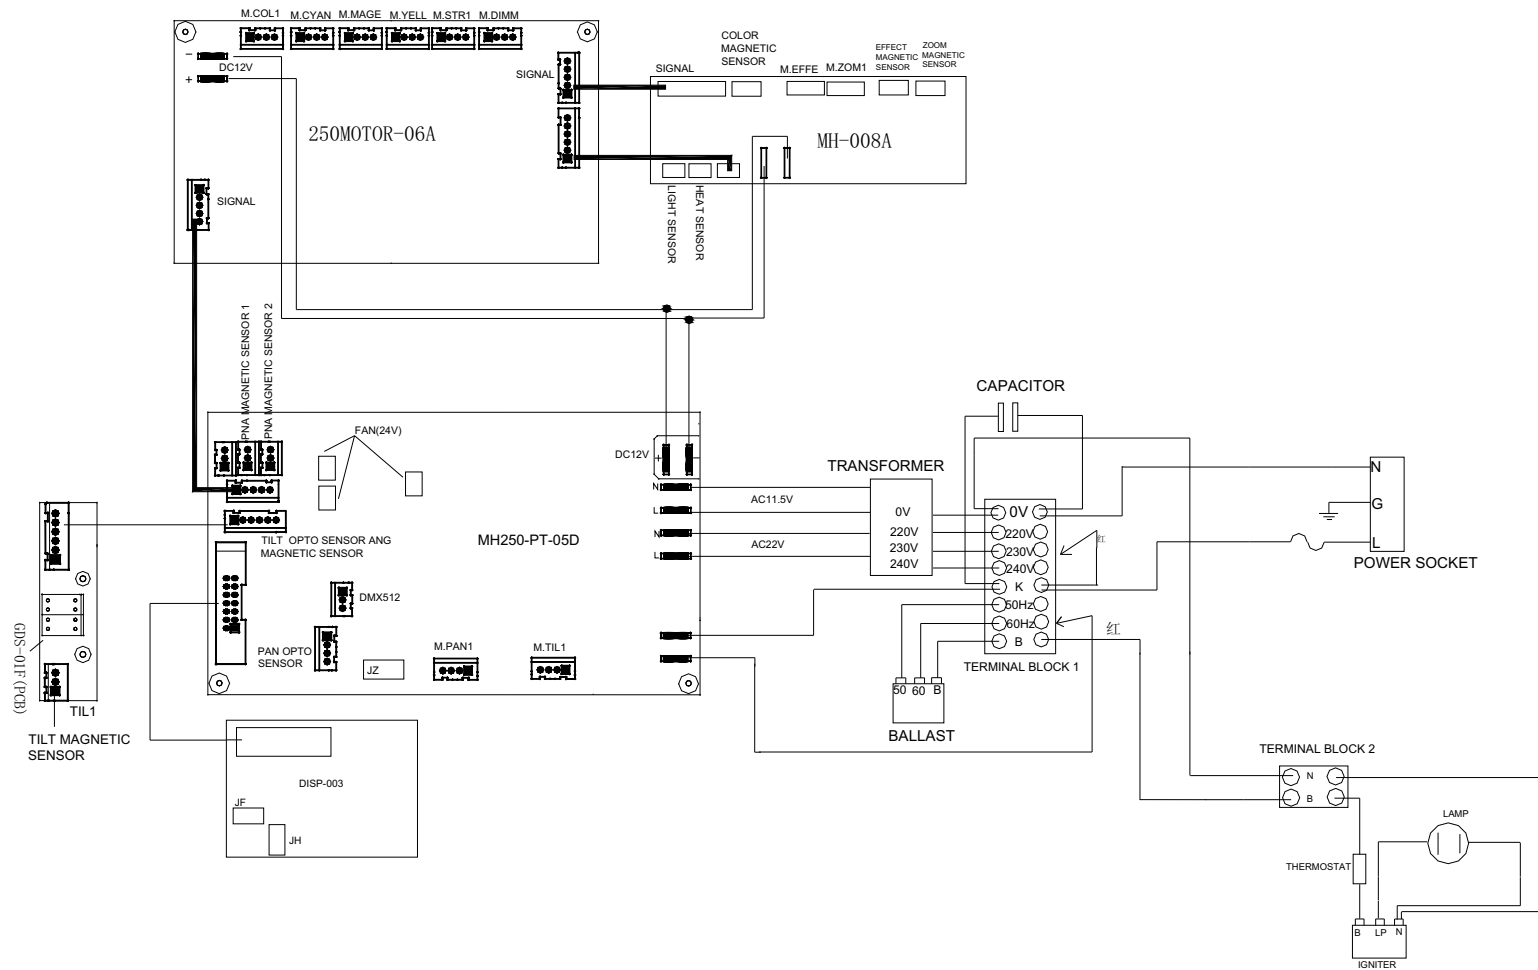 M.COL1 M.CYAN M.MAGE M.YELL M.STR1 M.DIMM
−
DC12V
+
SIGNAL
250MOTOR-06A
SIGNAL
COLOR
MAGNETIC
SENSOR
EFFECT
MAGNETIC
SENSOR
ZOOM
MAGNETIC
SENSOR
SIGNAL
M.EFFE
M.ZOM1
MH-008A
LIGHT SENSOR
HEAT SENSOR
PNA MAGNETIC SENSOR 1
PNA MAGNETIC SENSOR 2
FAN(24V)
DC12V
+
−
N
L
N
L
AC11.5V
AC22V
TILT OPTO SENSOR ANG
MAGNETIC SENSOR
MH250-PT-05D
DMX512
PAN OPTO
SENSOR
JZ
M.PAN1
M.TIL1
GDS-01F(PCB)
TIL1
TILT MAGNETIC
SENSOR
DISP-003
JF
JH
CAPACITOR
TRANSFORMER
0V
220V
230V
240V
0V
220V
230V
240V
K
50Hz
60Hz
B
TERMINAL BLOCK 1
红
红
N
G
L
POWER SOCKET
50 60 B
BALLAST
TERMINAL BLOCK 2
N
B
LAMP
THERMOSTAT
B LP N
IGNITER